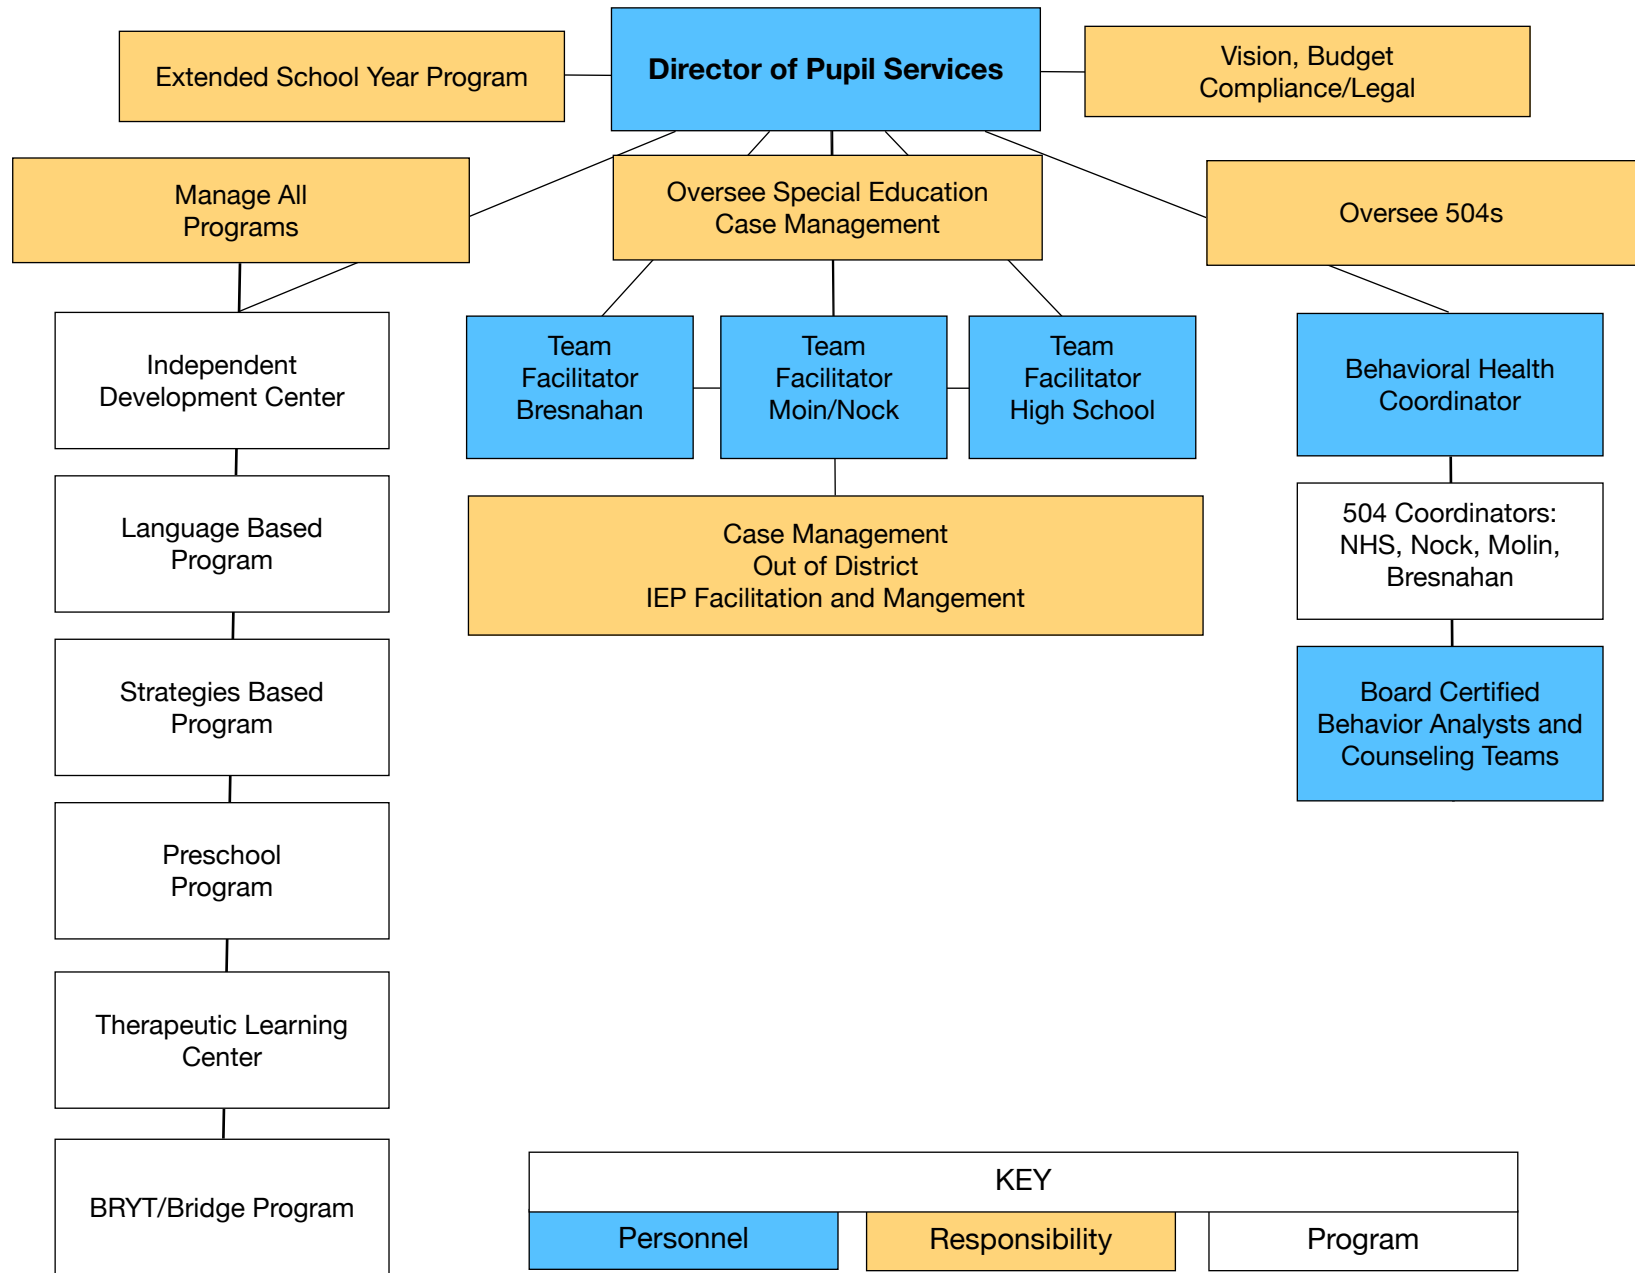 Extended School Year Program
Director of Pupil Services
Vision, Budget
Compliance/Legal
Manage All
Programs
Oversee Special Education
Case Management
Oversee 504s
Independent
Development Center
Team
Facilitator
Bresnahan
Team
Facilitator
Moin/Nock
Team
Facilitator
High School
Behavioral Health
Coordinator
Language Based
Program
Case Management
Out of District
IEP Facilitation and Mangement
504 Coordinators:
NHS, Nock, Molin,
Bresnahan
Strategies Based
Program
Board Certified
Behavior Analysts and
Counseling Teams
Preschool
Program
Therapeutic Learning
Center
BRYT/Bridge Program
KEY
Personnel
Responsibility
Program